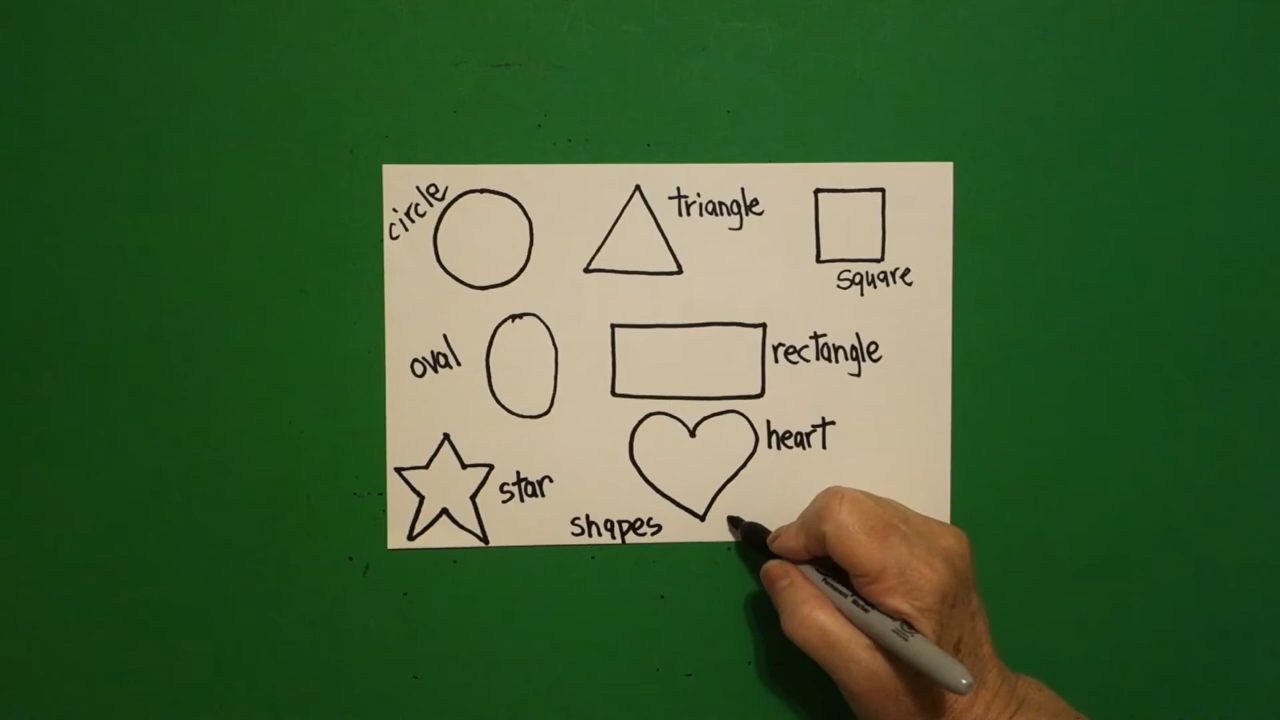 circle
triangle
square
oval
rectangle
heart
star
shapes